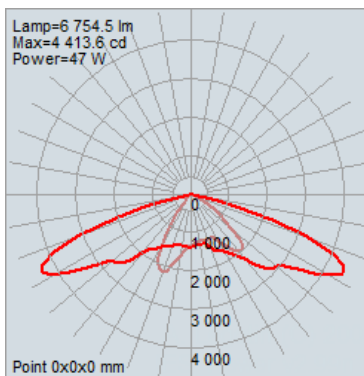 Lamp=6 754.5 lm
Max=4 413.6 cd
Power=47 W
0
1 000
2 000
3 000
4 000
Point 0x0x0 mm